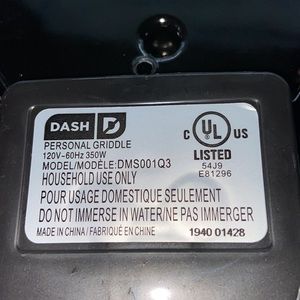 DASH
PERSONAL GRIDDLE
120V~60Hz 350W
MODEL/MODÈLE:DMS001Q3
HOUSEHOLD USE ONLY
POUR USAGE DOMESTIQUE SEULEMENT
DO NOT IMMERSE IN WATER/NE PAS IMMERGER
MADE IN CHINA / FABRIQUÉ EN CHINE
1940 01428
C UL US
LISTED
54J9
E81296